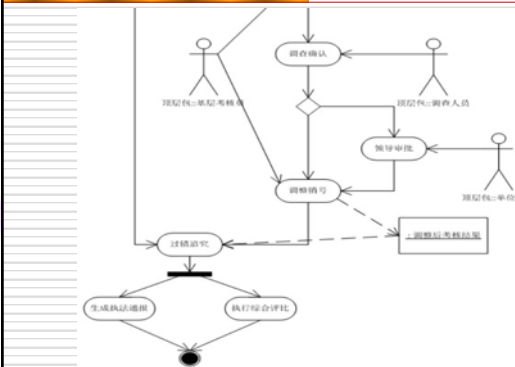 调查确认
顶层包::基层考核员
顶层包::调查人员
领导审批
调整销号
顶层包::单位
: 调整后考核结果
过错追究
生成执法通报
执行综合评比